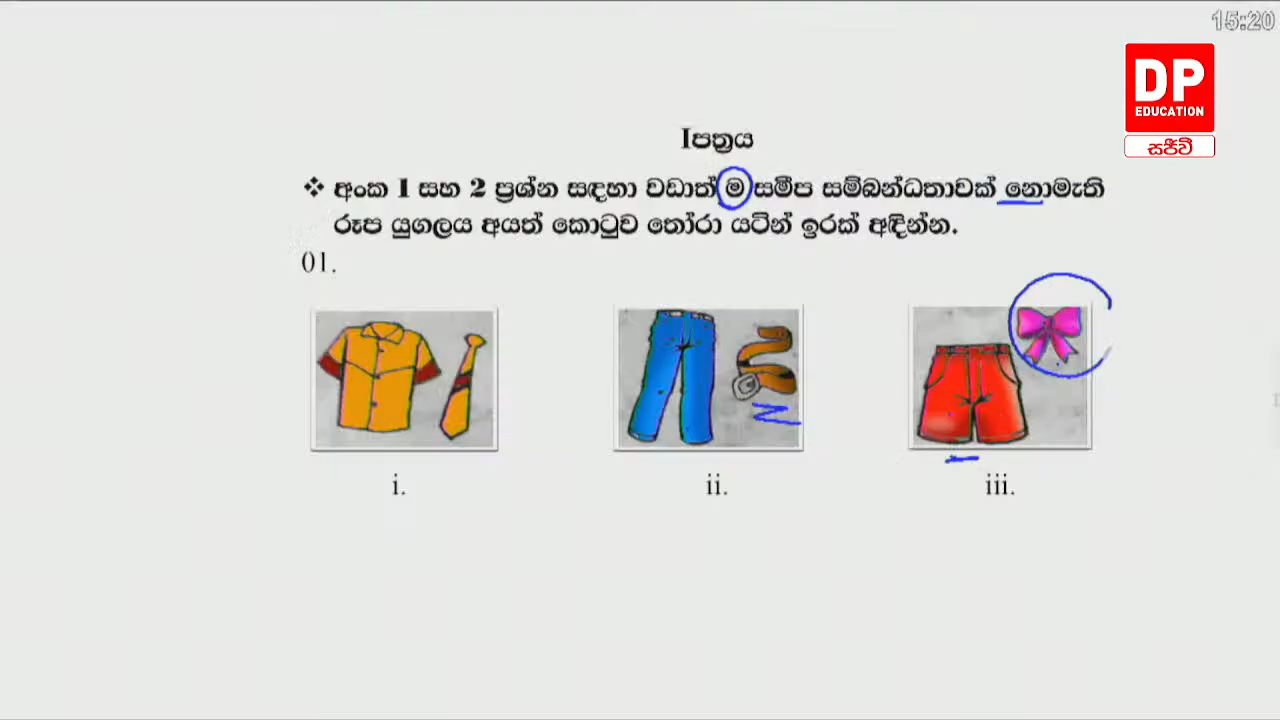 15:20
DP
EDUCATION
සජීවී
I පත්‍රය
❖ අංක 1 සහ 2 ප්‍රශ්න සඳහා වඩාත් ම සමීප සම්බන්ධතාවක් නොමැති
රූප යුගලය අයත් කොටුව තෝරා යටින් ඉරක් අඳින්න.
01.
i. ii. iii.